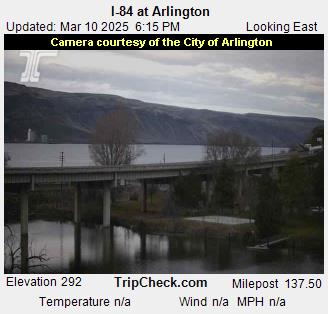 I-84 at Arlington
Updated: Mar 10 2025 6:15 PM Looking East
Camera courtesy of the City of Arlington
Elevation 292 TripCheck.com Milepost 137.50
Temperature n/a Wind n/a MPH n/a